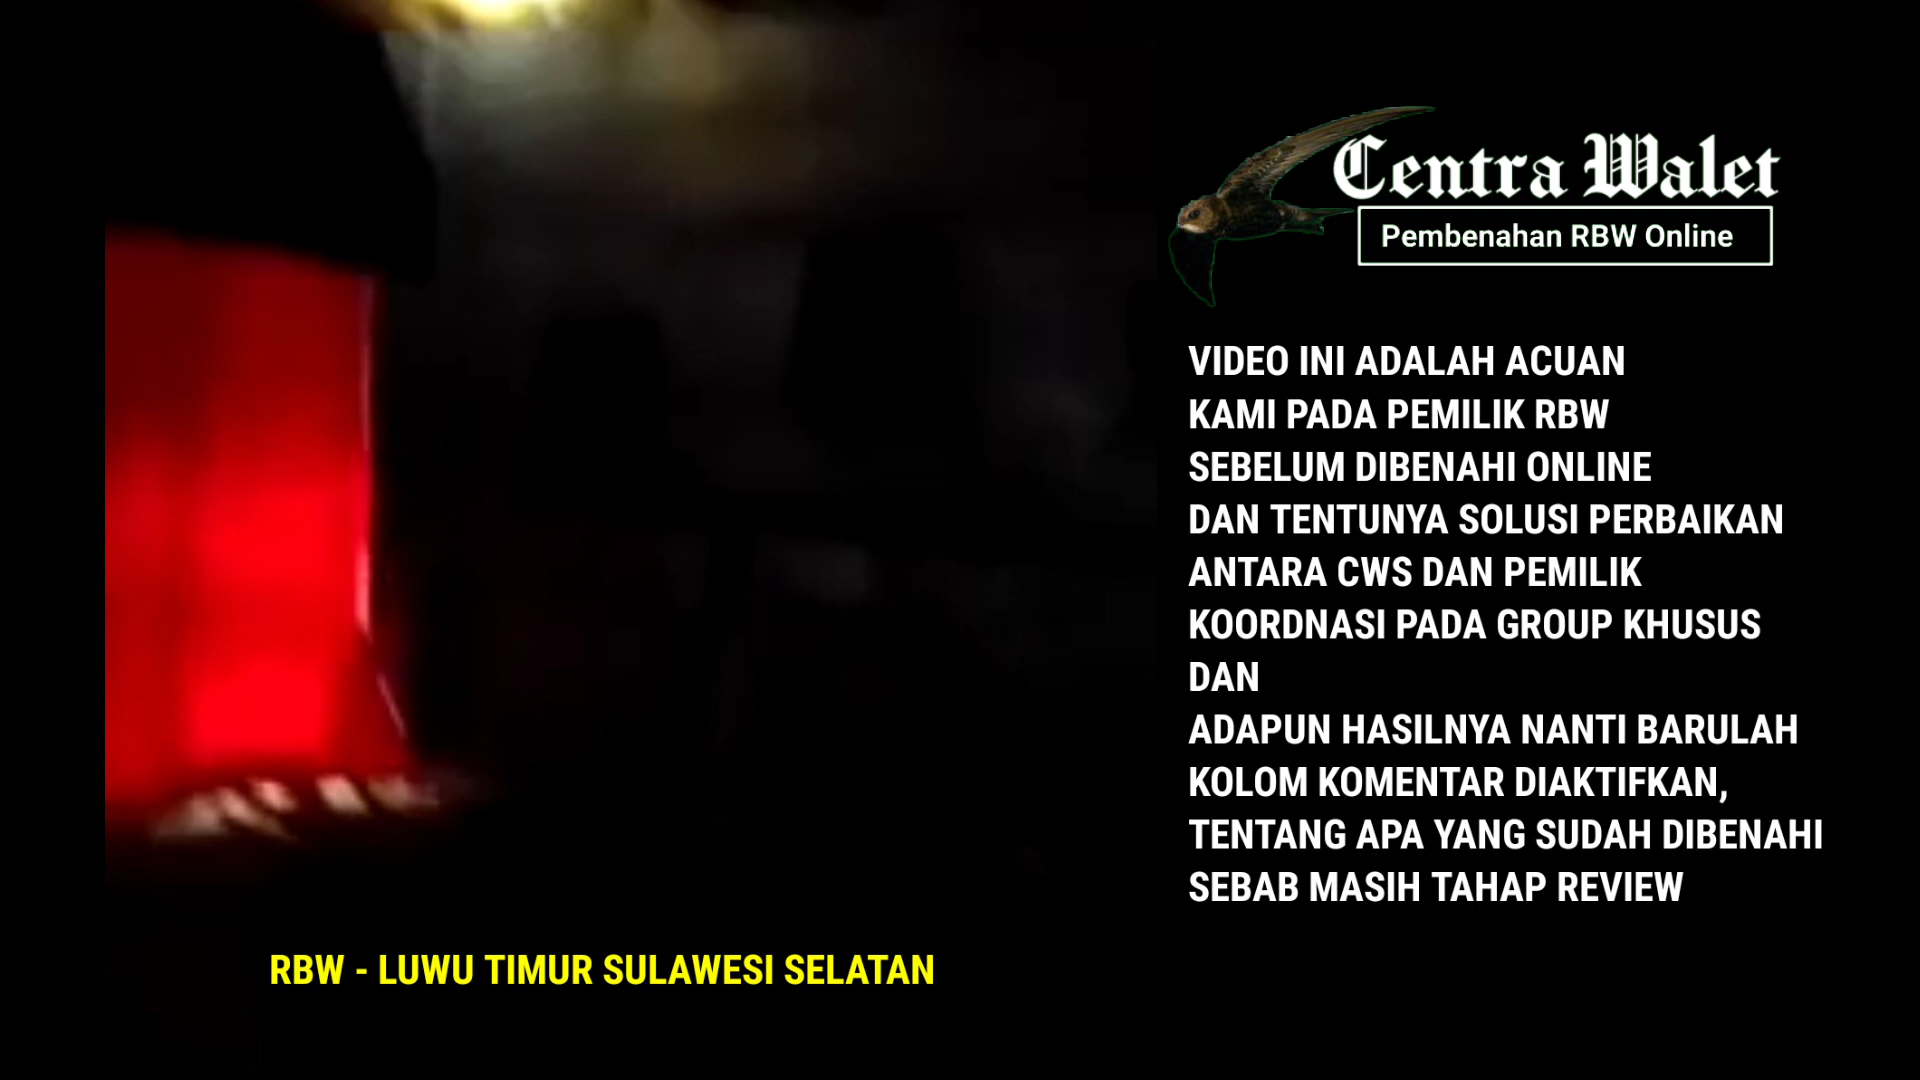 Centra Walet
Pembenahan RBW Online
VIDEO INI ADALAH ACUAN
KAMI PADA PEMILIK RBW
SEBELUM DIBENAHI ONLINE
DAN TENTUNYA SOLUSI PERBAIKAN
ANTARA CWS DAN PEMILIK
KOORDNASI PADA GROUP KHUSUS
DAN
ADAPUN HASILNYA NANTI BARULAH
KOLOM KOMENTAR DIAKTIFKAN,
TENTANG APA YANG SUDAH DIBENAHI
SEBAB MASIH TAHAP REVIEW
RBW - LUWU TIMUR SULAWESI SELATAN